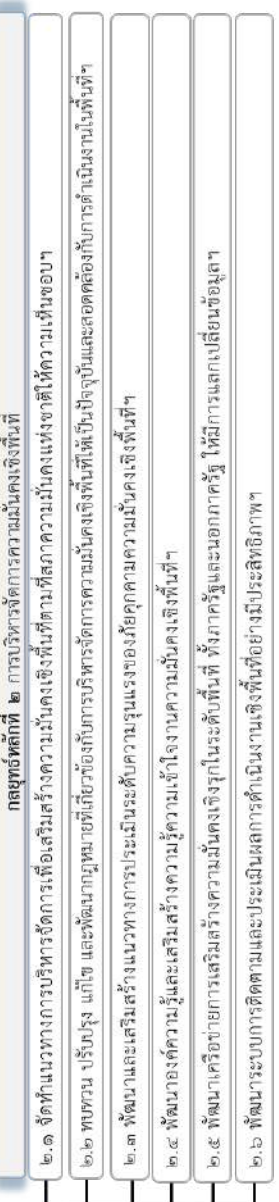 กลยุทธ์หลักที่ ๒ การบริหารจัดการความมั่นคงเชิงพื้นที่
๒.๑ จัดทำแนวทางการบริหารจัดการเพื่อเสริมสร้างความมั่นคงเชิงพื้นที่ตามที่สภาความมั่นคงแห่งชาติให้ความเห็นชอบฯ
๒.๒ ทบทวน ปรับปรุง แก้ไข และพัฒนากฎหมายที่เกี่ยวข้องกับการบริหารจัดการความมั่นคงเชิงพื้นที่ให้เป็นปัจจุบันและสอดคล้องกับการดำเนินงานในพื้นที่ฯ
๒.๓ พัฒนาและเสริมสร้างแนวทางการประเมินระดับความรุนแรงของภัยคุกคามความมั่นคงเชิงพื้นที่ฯ
๒.๔ พัฒนาองค์ความรู้และเสริมสร้างความรู้ความเข้าใจงานความมั่นคงเชิงพื้นที่ฯ
๒.๕ พัฒนาเครือข่ายการเสริมสร้างความมั่นคงเชิงรุกในระดับพื้นที่ ทั้งภาครัฐและนอกภาครัฐ ให้มีการแลกเปลี่ยนข้อมูลฯ
๒.๖ พัฒนาระบบการติดตามและประเมินผลการดำเนินงานเชิงพื้นที่อย่างมีประสิทธิภาพฯ